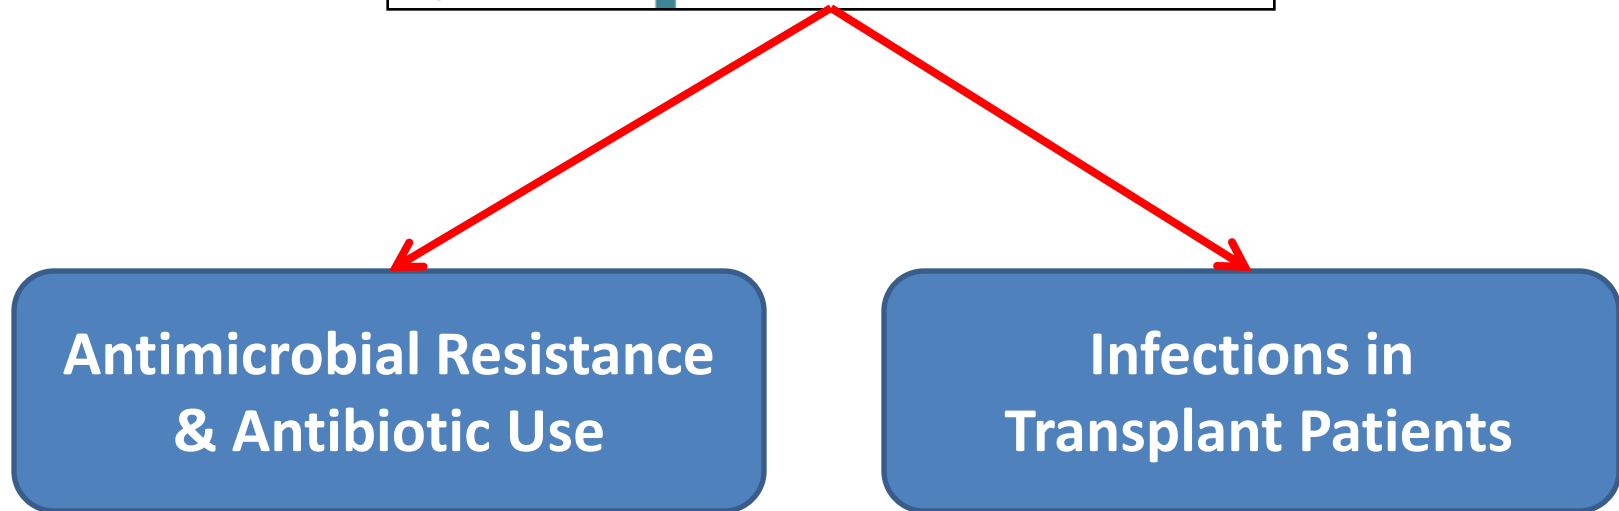 Antimicrobial Resistance
& Antibiotic Use
Infections in
Transplant Patients